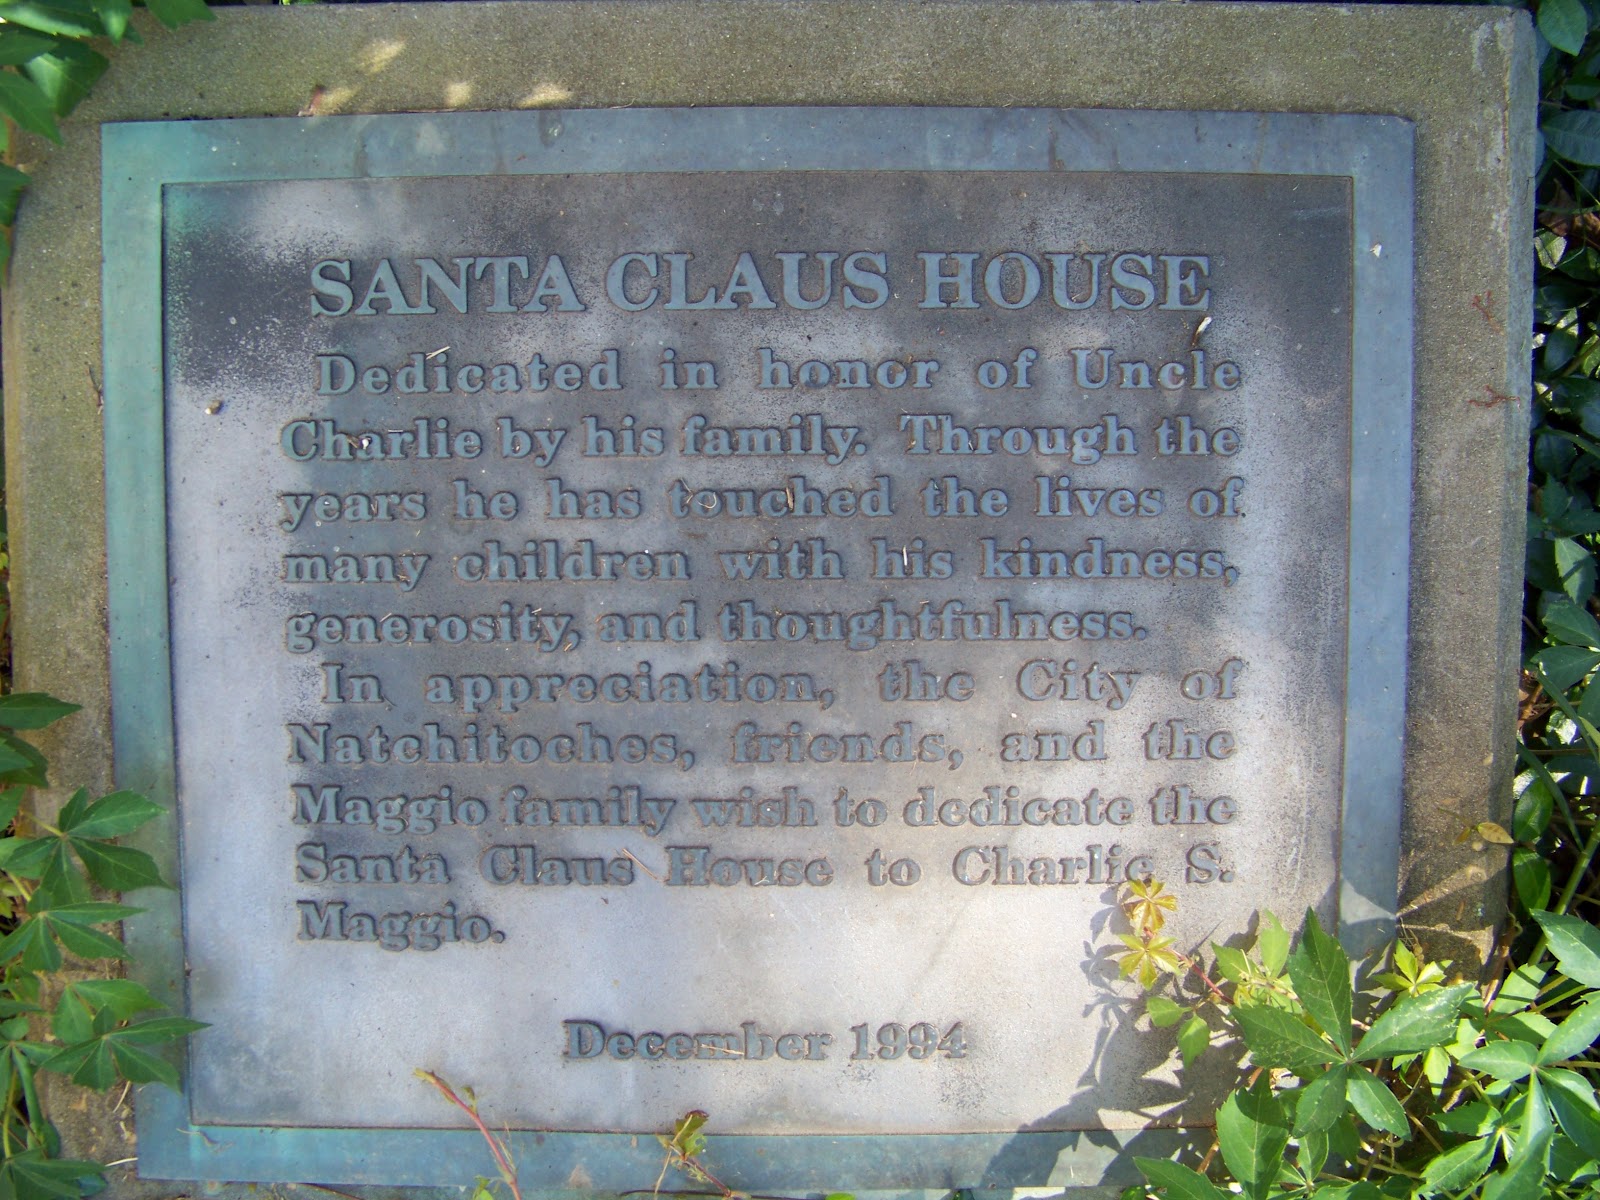 SANTA CLAUS HOUSE
Dedicated in honor of Uncle
Charlie by his family. Through the
years he has touched the lives of
many children with his kindness,
generosity, and thoughtfulness.
In appreciation, the City of
Natchitoches, friends, and the
Maggio family wish to dedicate the
Santa Claus House to Charlie S.
Maggio.
December 1994